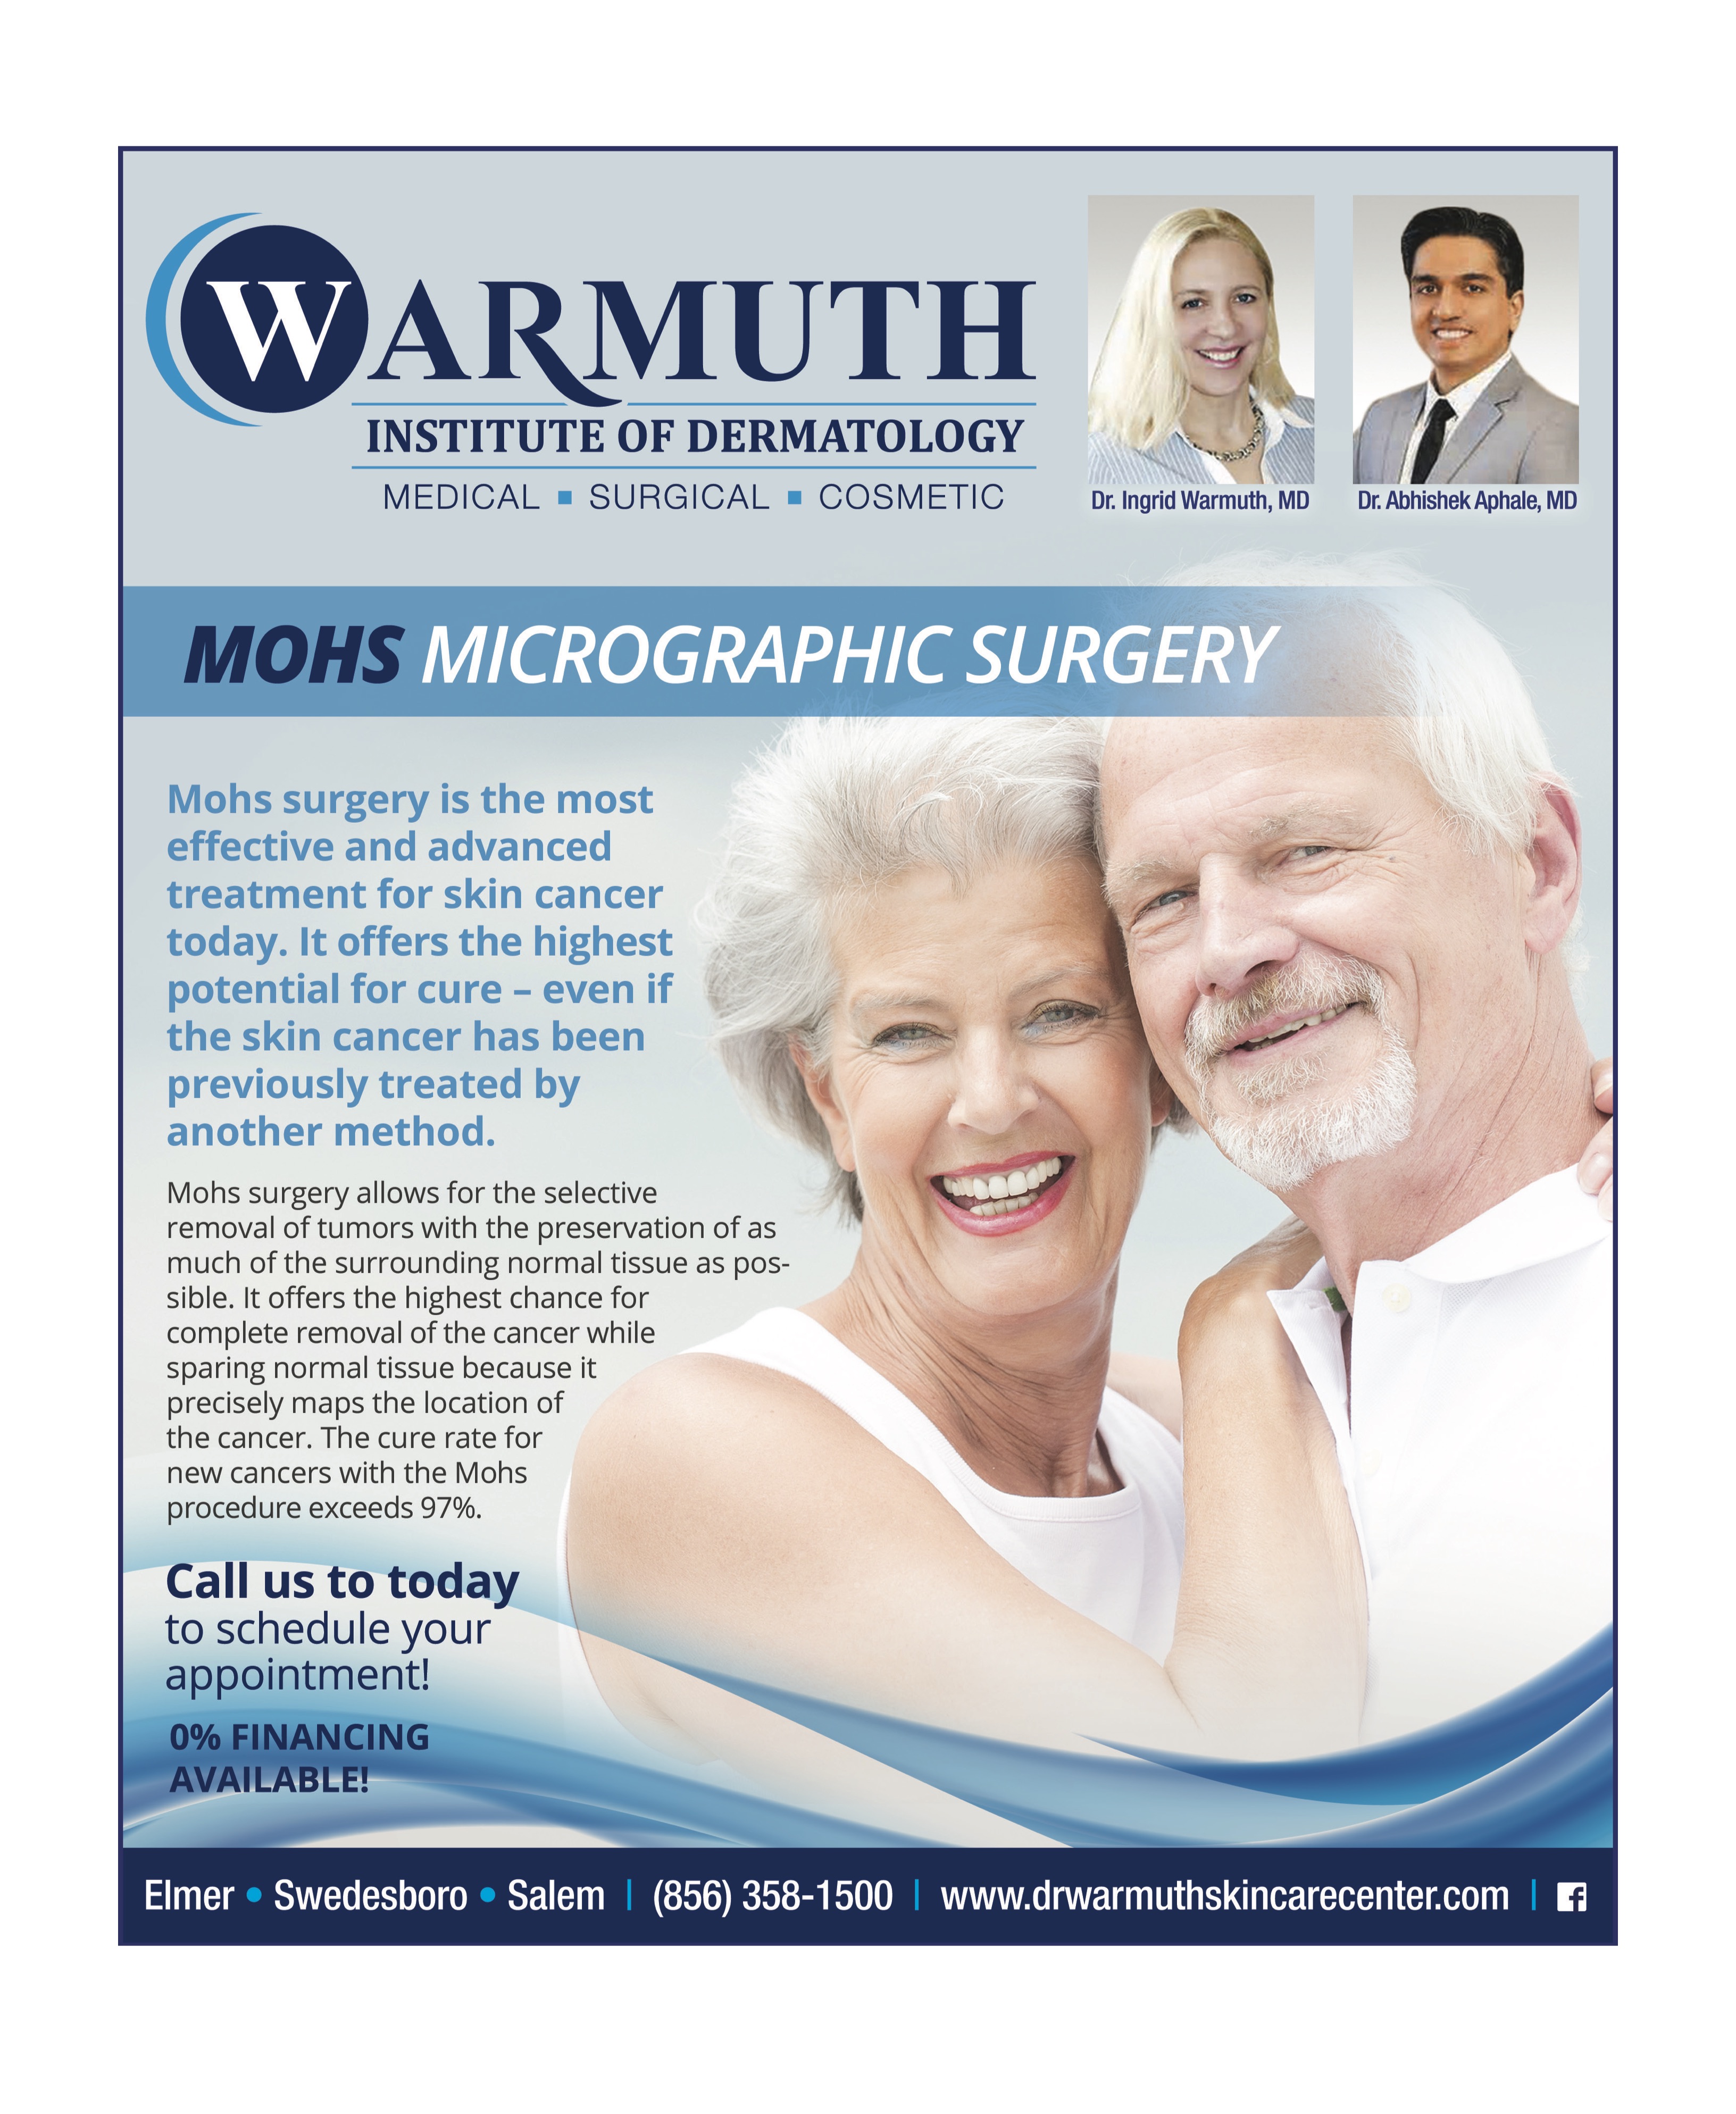 WARMUTH
INSTITUTE OF DERMATOLOGY
MEDICAL ▪ SURGICAL ▪ COSMETIC
Dr. Ingrid Warmuth, MD
Dr. Abhishek Aphale, MD
MOHS MICROGRAPHIC SURGERY
Mohs surgery is the most
effective and advanced
treatment for skin cancer
today. It offers the highest
potential for cure – even if
the skin cancer has been
previously treated by
another method.
Mohs surgery allows for the selective
removal of tumors with the preservation of as
much of the surrounding normal tissue as pos-
sible. It offers the highest chance for
complete removal of the cancer while
sparing normal tissue because it
precisely maps the location of
the cancer. The cure rate for
new cancers with the Mohs
procedure exceeds 97%.
Call us to today
to schedule your
appointment!
0% FINANCING
AVAILABLE!
Elmer • Swedesboro • Salem | (856) 358-1500 | www.drwarmuthskincarecenter.com | f